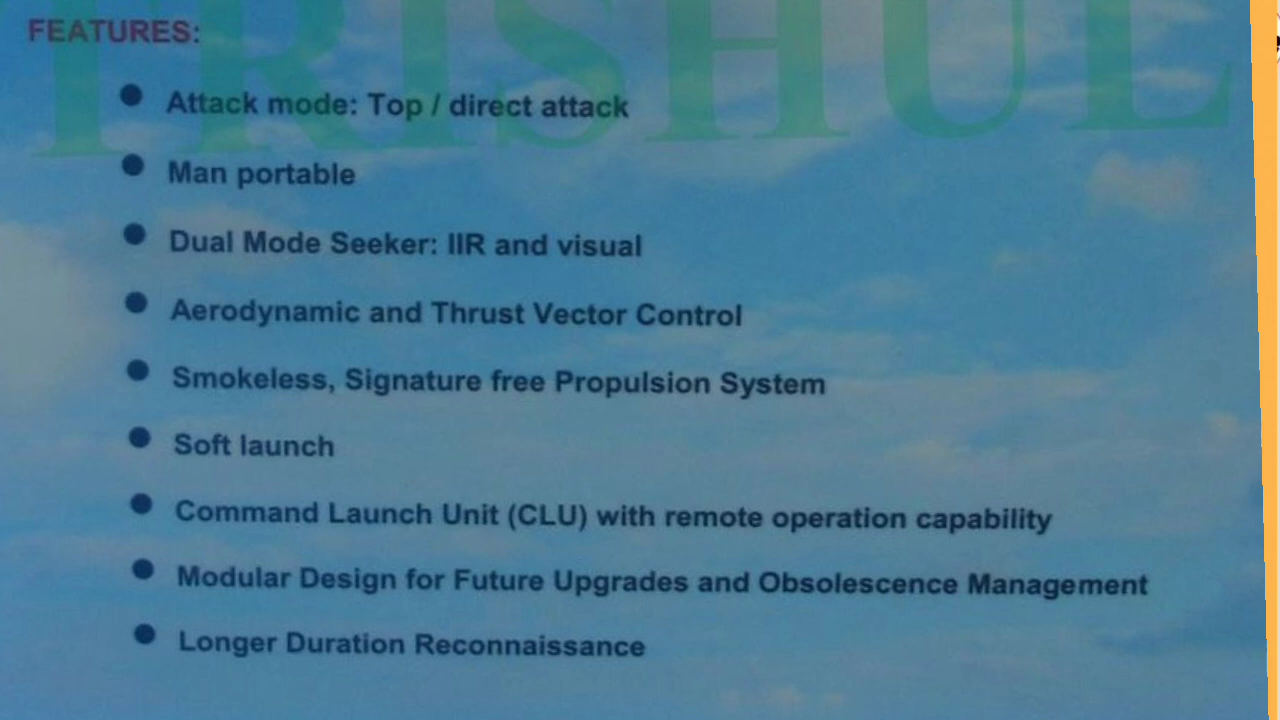 TRISHUL
FEATURES:
● Attack mode: Top / direct attack
● Man portable
● Dual Mode Seeker: IIR and visual
● Aerodynamic and Thrust Vector Control
● Smokeless, Signature free Propulsion System
● Soft launch
● Command Launch Unit (CLU) with remote operation capability
● Modular Design for Future Upgrades and Obsolescence Management
● Longer Duration Reconnaissance